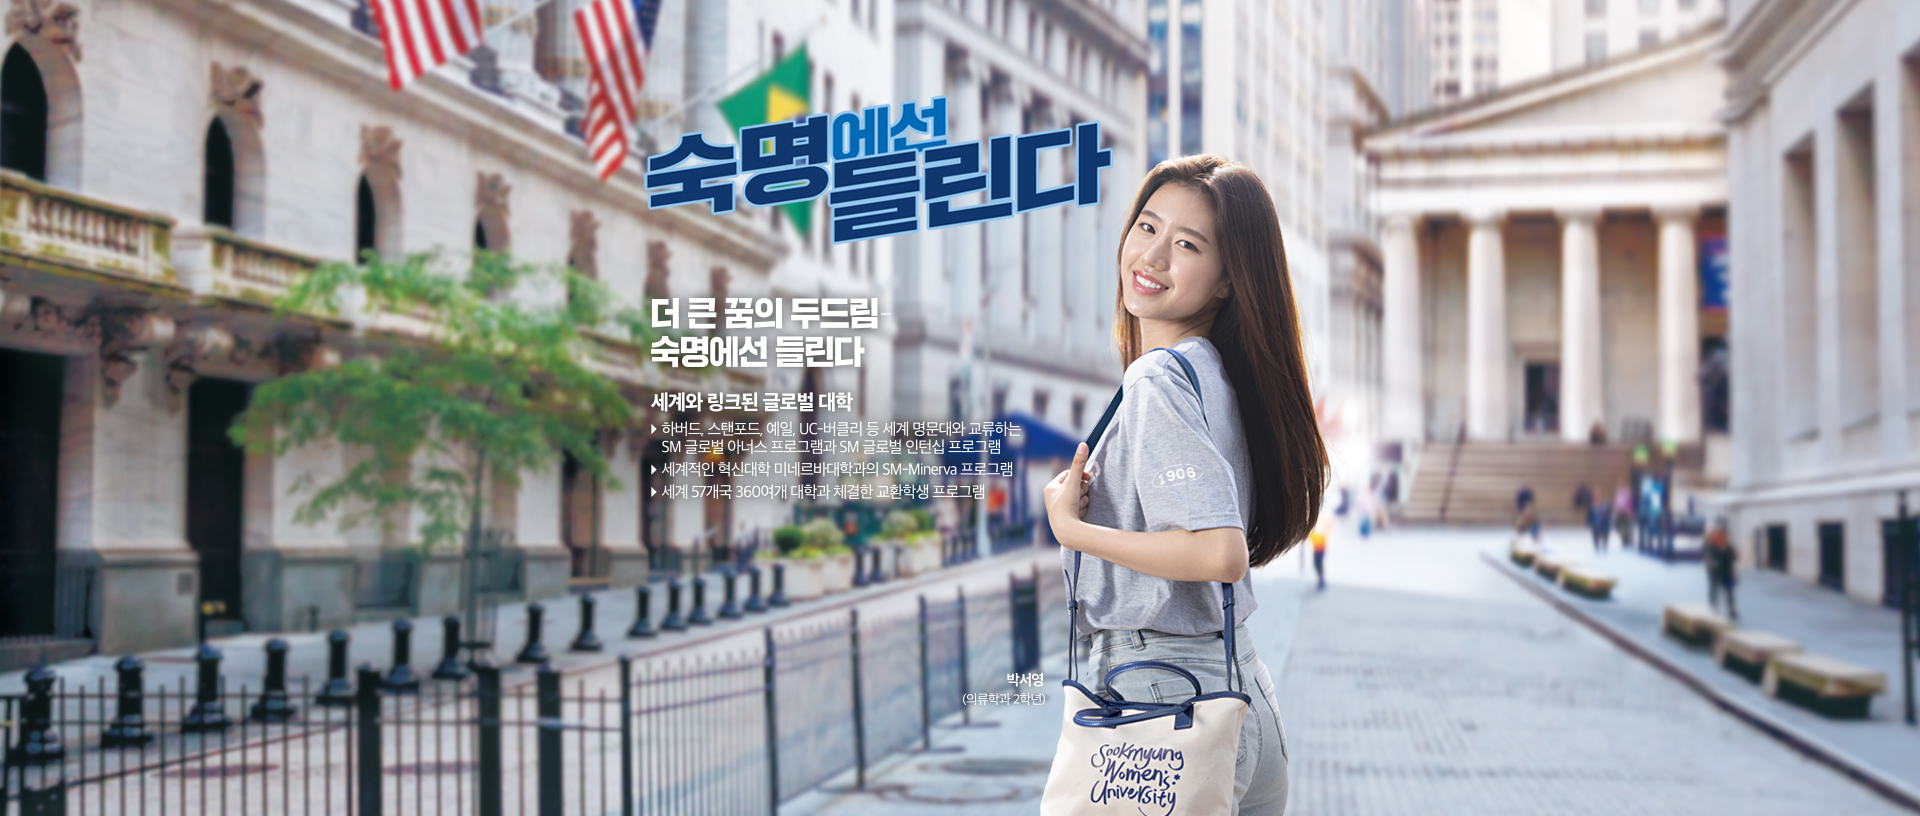 숙명에선
들린다
더 큰 꿈의 두드림
숙명에선 들린다
세계와 링크된 글로벌 대학
하버드, 스탠포드, 예일, UC-버클리 등 세계 명문대와 교류하는
SM 글로벌 아너스 프로그램과 SM 글로벌 인턴십 프로그램
세계적인 혁신대학 미네르바대학과의 SM-Minerva 프로그램
세계 57개국 360여개 대학과 체결한 교환학생 프로그램
1906
박서영
(의류학과 2학년)
Sookmyung
Women's
University